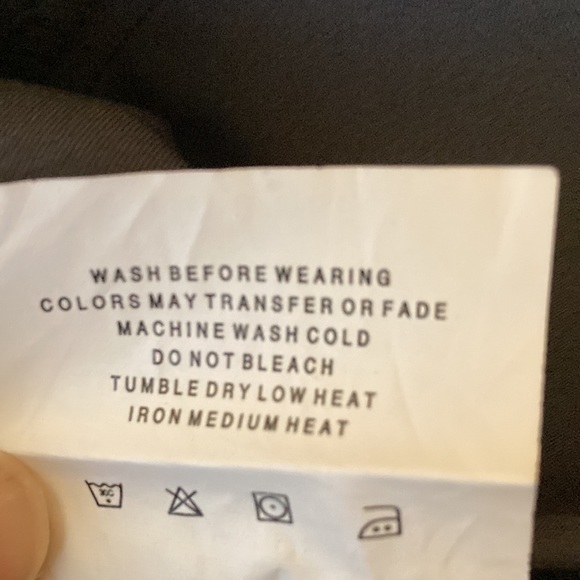 WASH BEFORE WEARING
COLORS MAY TRANSFER OR FADE
MACHINE WASH COLD
DO NOT BLEACH
TUMBLE DRY LOW HEAT
IRON MEDIUM HEAT